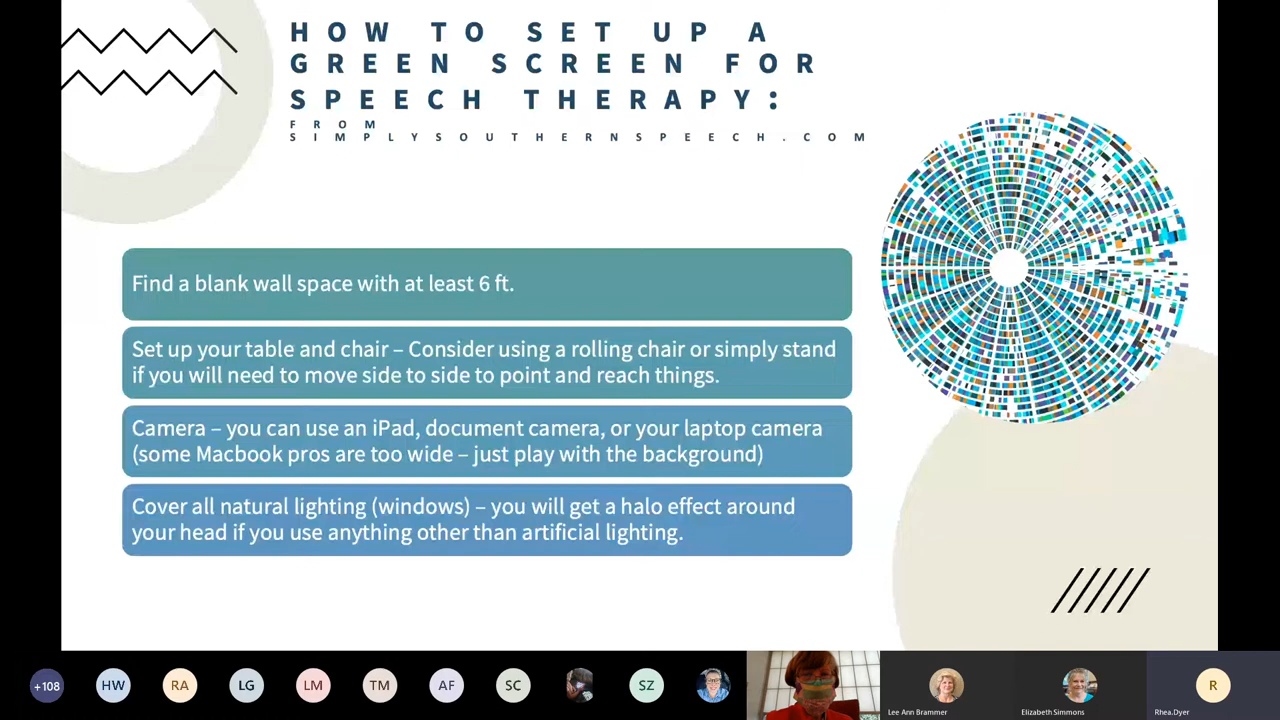 HOW TO SET UP A
GREEN SCREEN FOR
SPEECH THERAPY:
FROM
SIMPLYSOUTHERNSPEECH.COM
Find a blank wall space with at least 6 ft.
Set up your table and chair – Consider using a rolling chair or simply stand
if you will need to move side to side to point and reach things.
Camera – you can use an iPad, document camera, or your laptop camera
(some Macbook pros are too wide – just play with the background)
Cover all natural lighting (windows) – you will get a halo effect around
your head if you use anything other than artificial lighting.
+108 HW RA LG LM TM AF SC SZ R
Lee Ann Brammer Elizabeth Simmons Rhea.Dyer